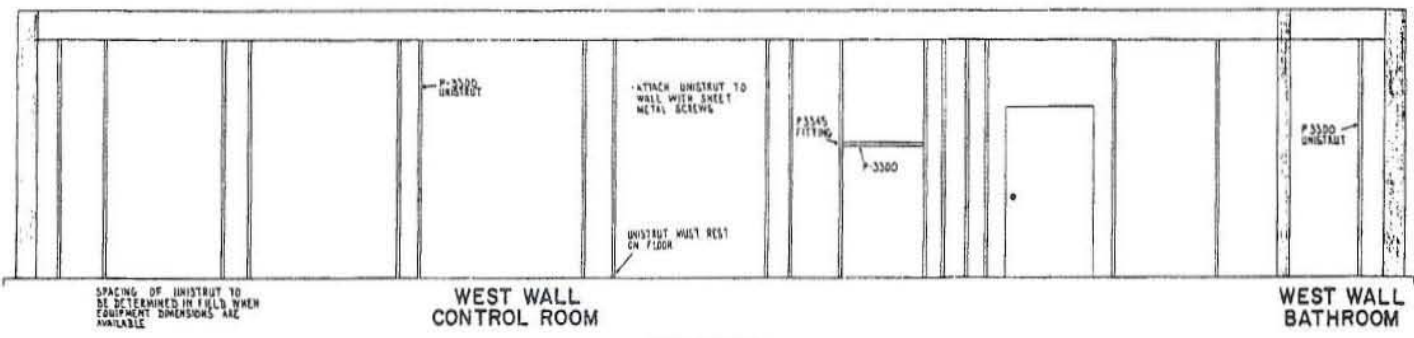 P-3300
UNISTRUT
·ATTACH UNISTRUT TO
WALL WITH SHEET
METAL SCREWS
P3345
FITTING
P-3300
P3300
UNISTRUT
UNISTRUT MUST REST
ON FLOOR
SPACING OF UNISTRUT TO
BE DETERMINED IN FIELD WHEN
EQUIPMENT DIMENSIONS ARE
AVAILABLE
WEST WALL
CONTROL ROOM
WEST WALL
BATHROOM